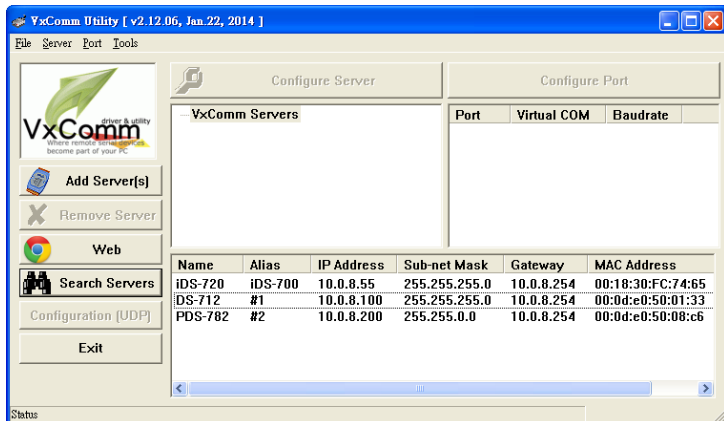 VxComm Utility [ v2.12.06, Jan.22, 2014 ]
File Server Port Tools
VxComm
driver & utility
Where remote serial devices
become part of your PC
Configure Server
Configure Port
VxComm Servers
Port Virtual COM Baudrate
Add Server(s)
Remove Server
Web
Search Servers
Configuration (UDP)
Exit
Name Alias IP Address Sub-net Mask Gateway MAC Address
iDS-720 iDS-700 10.0.8.55 255.255.255.0 10.0.8.254 00:18:30:FC:74:65
DS-712 #1 10.0.8.100 255.255.255.0 10.0.8.254 00:0d:e0:50:01:33
PDS-782 #2 10.0.8.200 255.255.0.0 10.0.8.254 00:0d:e0:50:08:c6
Status